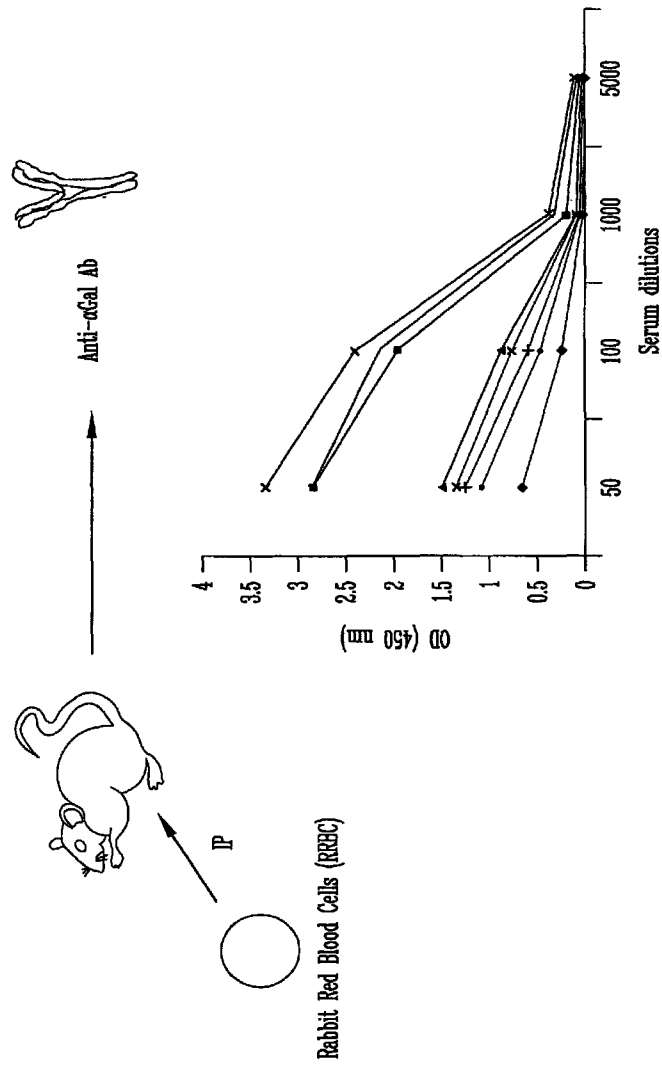 Rabbit Red Blood Cells (RRBC)
IP
Anti-αGal Ab
OD (450 nm)
4
3.5
3
2.5
2
1.5
1
0.5
0
50
100
1000
5000
Serum dilutions